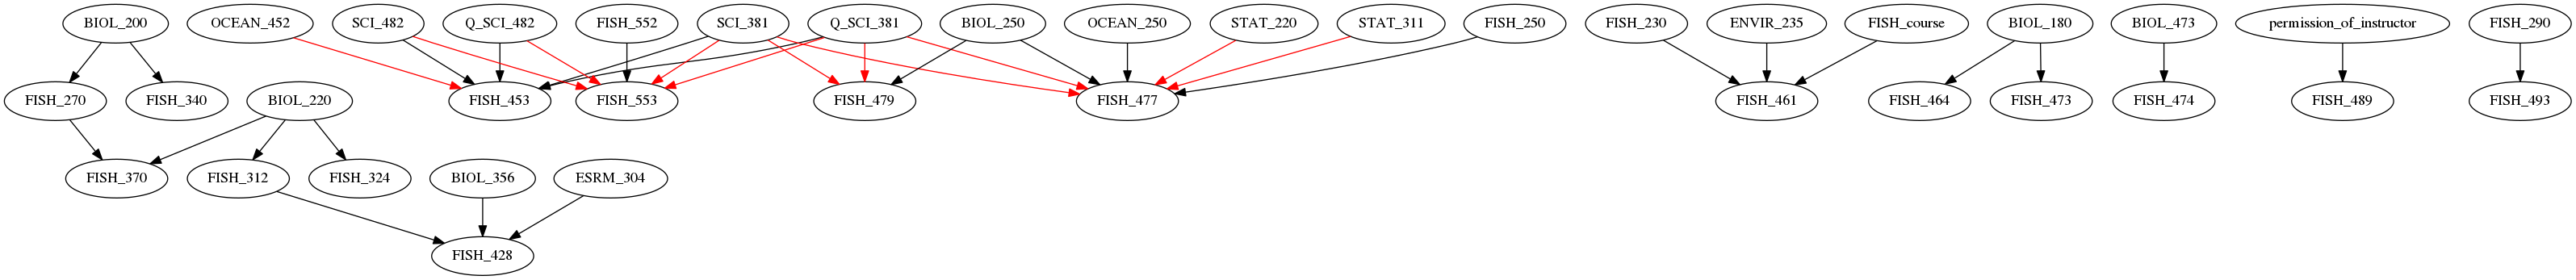 BIOL_200 OCEAN_452 SCI_482 Q_SCI_482 FISH_552 SCI_381 Q_SCI_381 BIOL_250 OCEAN_250 STAT_220 STAT_311 FISH_250 FISH_230 ENVIR_235 FISH_course BIOL_180 BIOL_473 permission_of_instructor FISH_290
FISH_270 FISH_340 BIOL_220 FISH_453 FISH_553 FISH_479 FISH_477 FISH_461 FISH_464 FISH_473 FISH_474 FISH_489 FISH_493
FISH_370 FISH_312 FISH_324 BIOL_356 ESRM_304
FISH_428